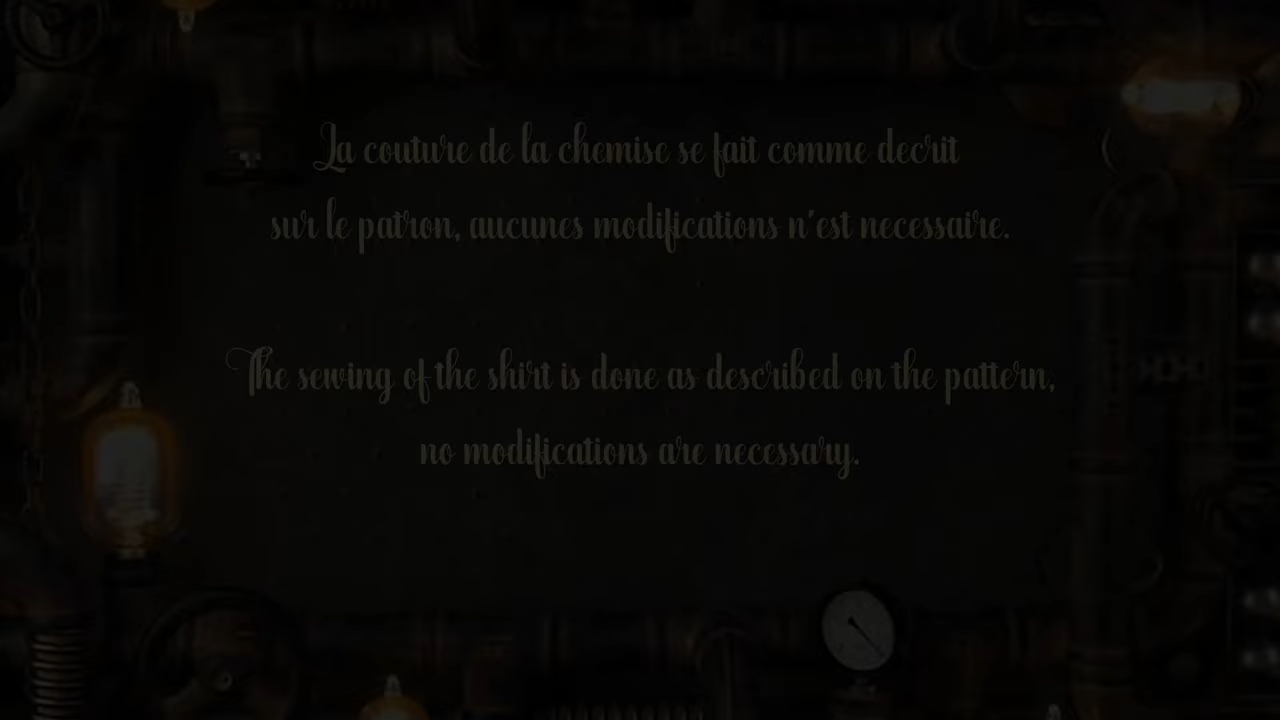 La couture de la chemise se fait comme decrit
sur le patron, aucunes modifications n'est necessaire.
The sewing of the shirt is done as described on the pattern,
no modifications are necessary.